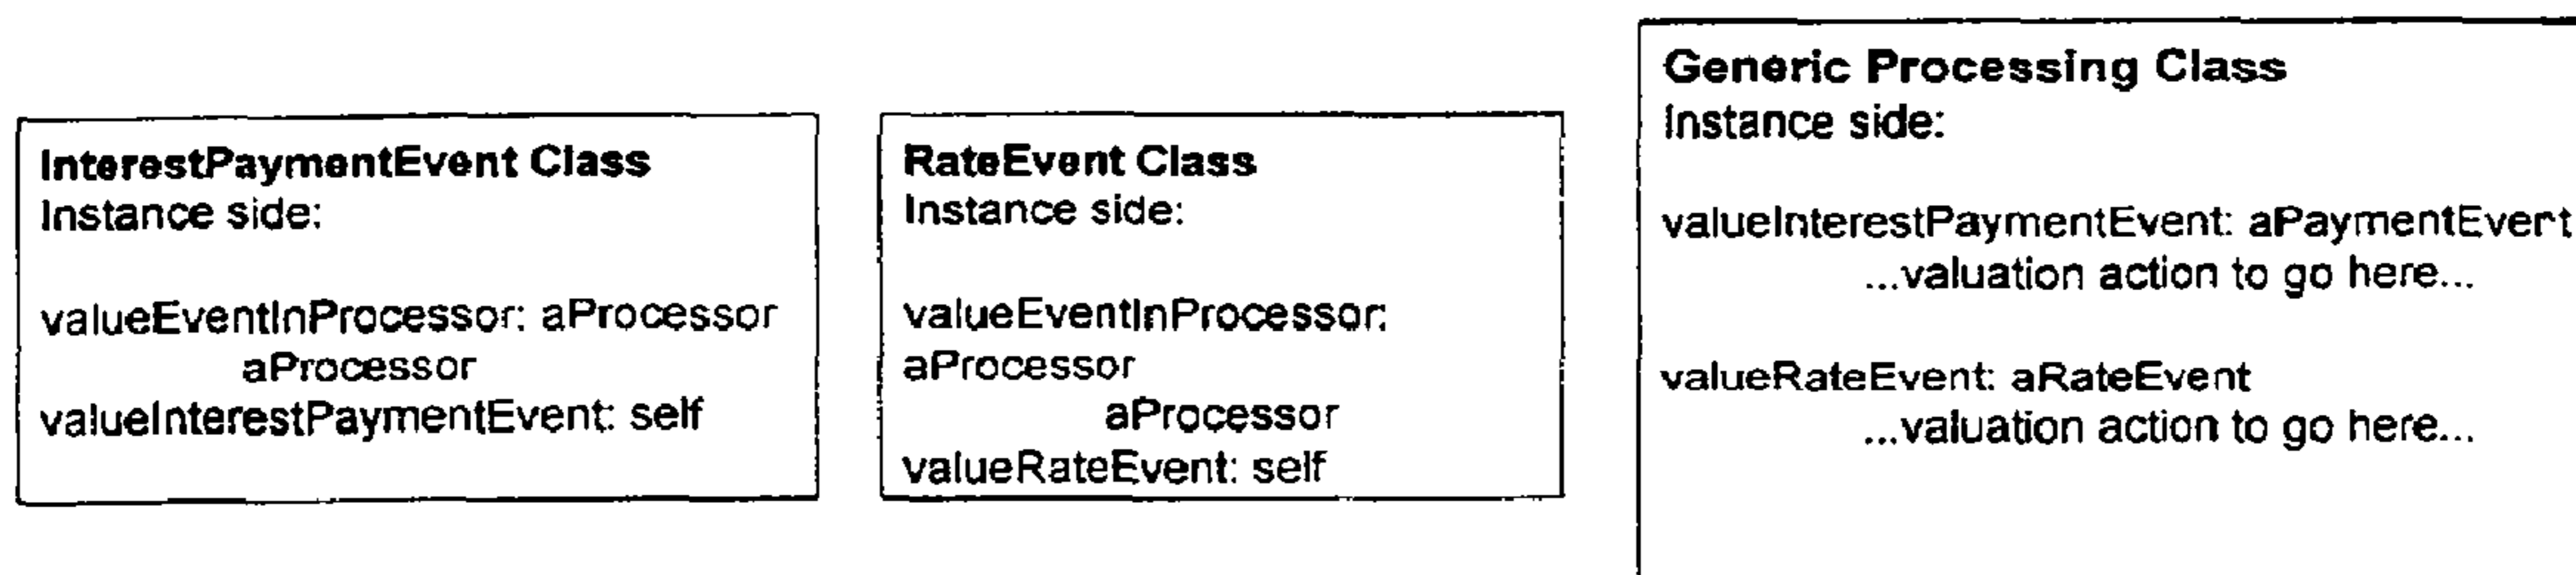 InterestPaymentEvent Class
Instance side:
valueEventInProcessor: aProcessor
aProcessor
valueInterestPaymentEvent: self
RateEvent Class
Instance side:
valueEventInProcessor:
aProcessor
aProcessor
valueRateEvent: self
Generic Processing Class
Instance side:
valueInterestPaymentEvent: aPaymentEvent
...valuation action to go here...
valueRateEvent: aRateEvent
...valuation action to go here...